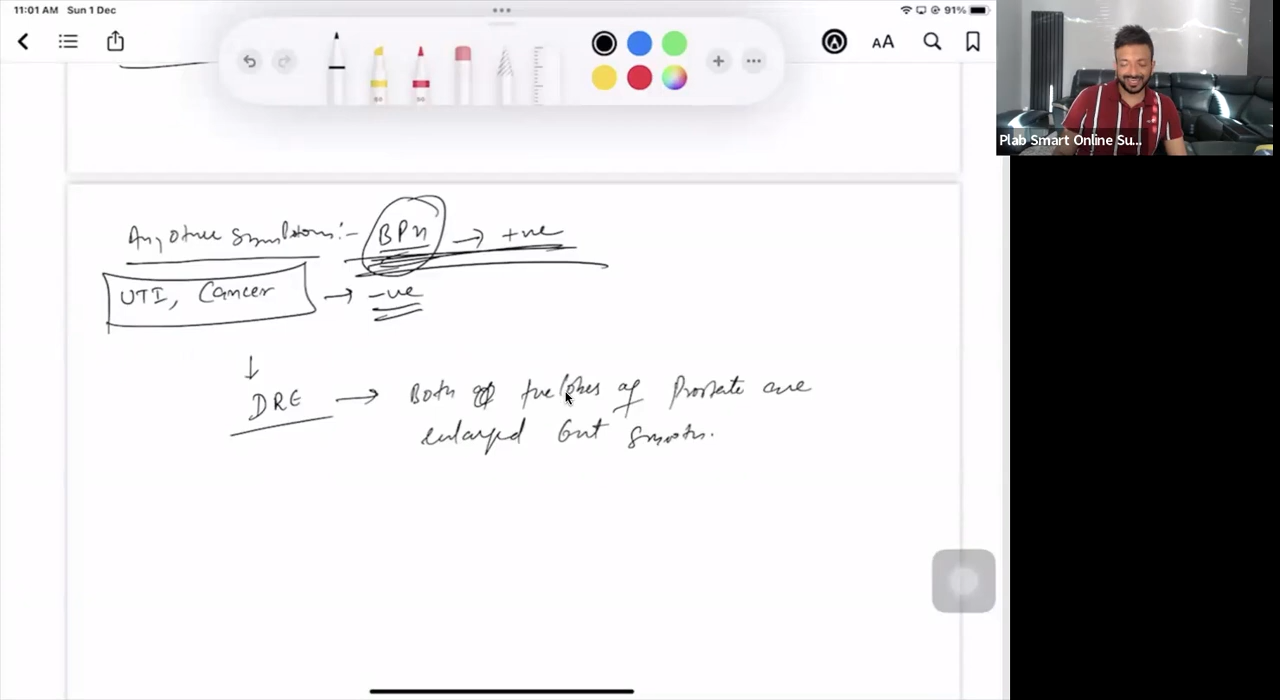 11:01 AM Sun 1 Dec
91%
AA
Plab Smart Online Su...
Any other symptoms:- BPH → +ve
UTI, Cancer → -ve
↓
DRE → Both of the lobes of Prostate are
enlarged but smooth.